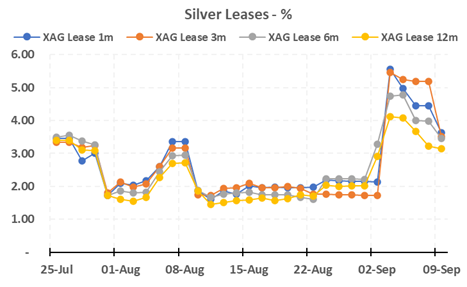 Silver Leases - %
XAG Lease 1m XAG Lease 3m XAG Lease 6m XAG Lease 12m
6.00
5.00
4.00
3.00
2.00
1.00
-
25-Jul 01-Aug 08-Aug 15-Aug 22-Aug 02-Sep 09-Sep